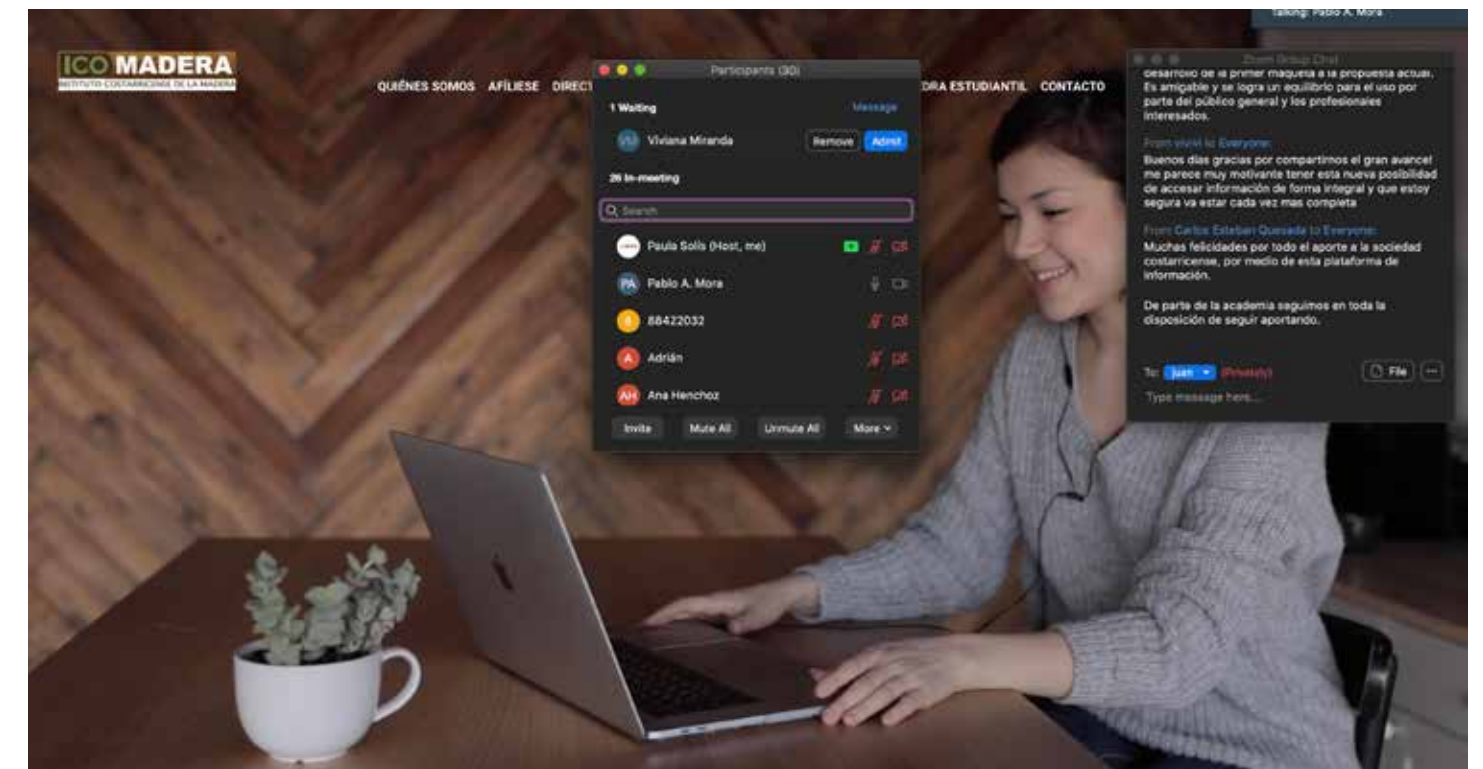 Talking: Pablo A. Mora
ICO MADERA
INSTITUTO COSTARRICENSE DE LA MADERA
QUIÉNES SOMOS AFÍLIESE DIRECT
DRA ESTUDIANTIL CONTACTO
Participants (30)
1 Waiting Message
VM Viviana Miranda Remove Admit
26 In-meeting
Search
Paula Solís (Host, me)
PA Pablo A. Mora
8 88422032
A Adrián
AH Ana Henchoz
Invite Mute All Unmute All More
Zoom Group Chat
desarrollo de la primer maqueta a la propuesta actual.
Es amigable y se logra un equilibrio para el uso por
parte del público general y los profesionales
interesados.
From vivivi to Everyone:
Buenos días gracias por compartirnos el gran avance!
me parece muy motivante tener esta nueva posibilidad
de accesar información de forma integral y que estoy
segura va estar cada vez mas completa
From Carlos Esteban Quesada to Everyone:
Muchas felicidades por todo el aporte a la sociedad
costarricense, por medio de esta plataforma de
información.
De parte de la academia seguimos en toda la
disposición de seguir aportando.
To: juan (Privately) File
Type message here...